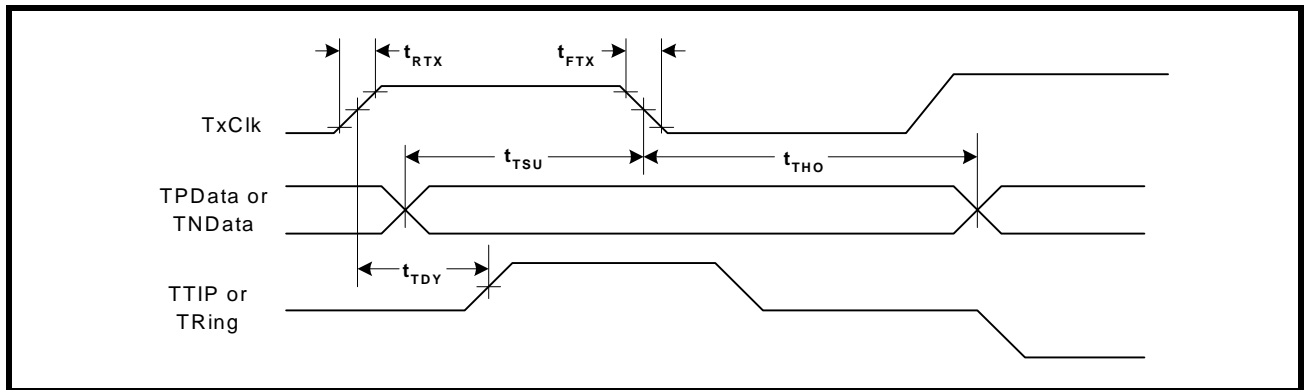 tRTX
tFTX
TxClk
tTSU
tTHO
TPData or
TNData
tTDY
TTIP or
TRing